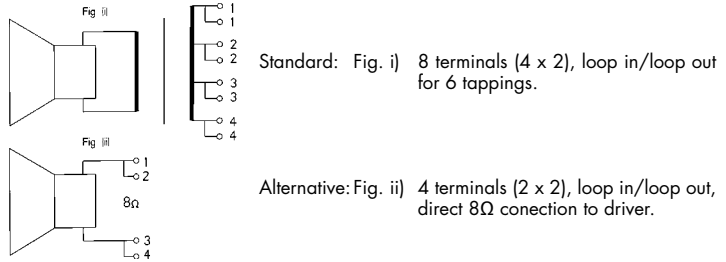 Fig (i)
1
1
2
2
3
3
4
4
Standard: Fig. i) 8 terminals (4 x 2), loop in/loop out
for 6 tappings.
Fig (ii)
1
2
8Ω
3
4
Alternative: Fig. ii) 4 terminals (2 x 2), loop in/loop out,
direct 8Ω conection to driver.